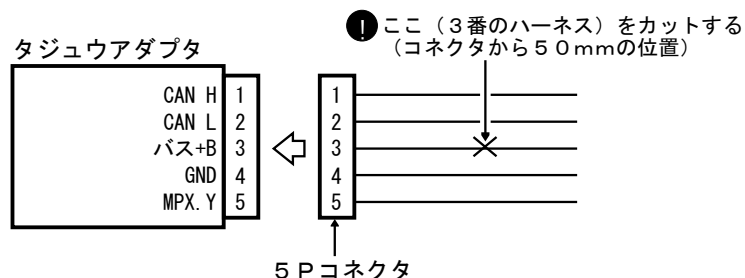 ! ここ（３番のハーネス）をカットする
（コネクタから５０ｍｍの位置）
タジュウアダプタ
CAN H 1
CAN L 2
バス+B 3
GND 4
MPX.Y 5
1
2
3
4
5
５Ｐコネクタ